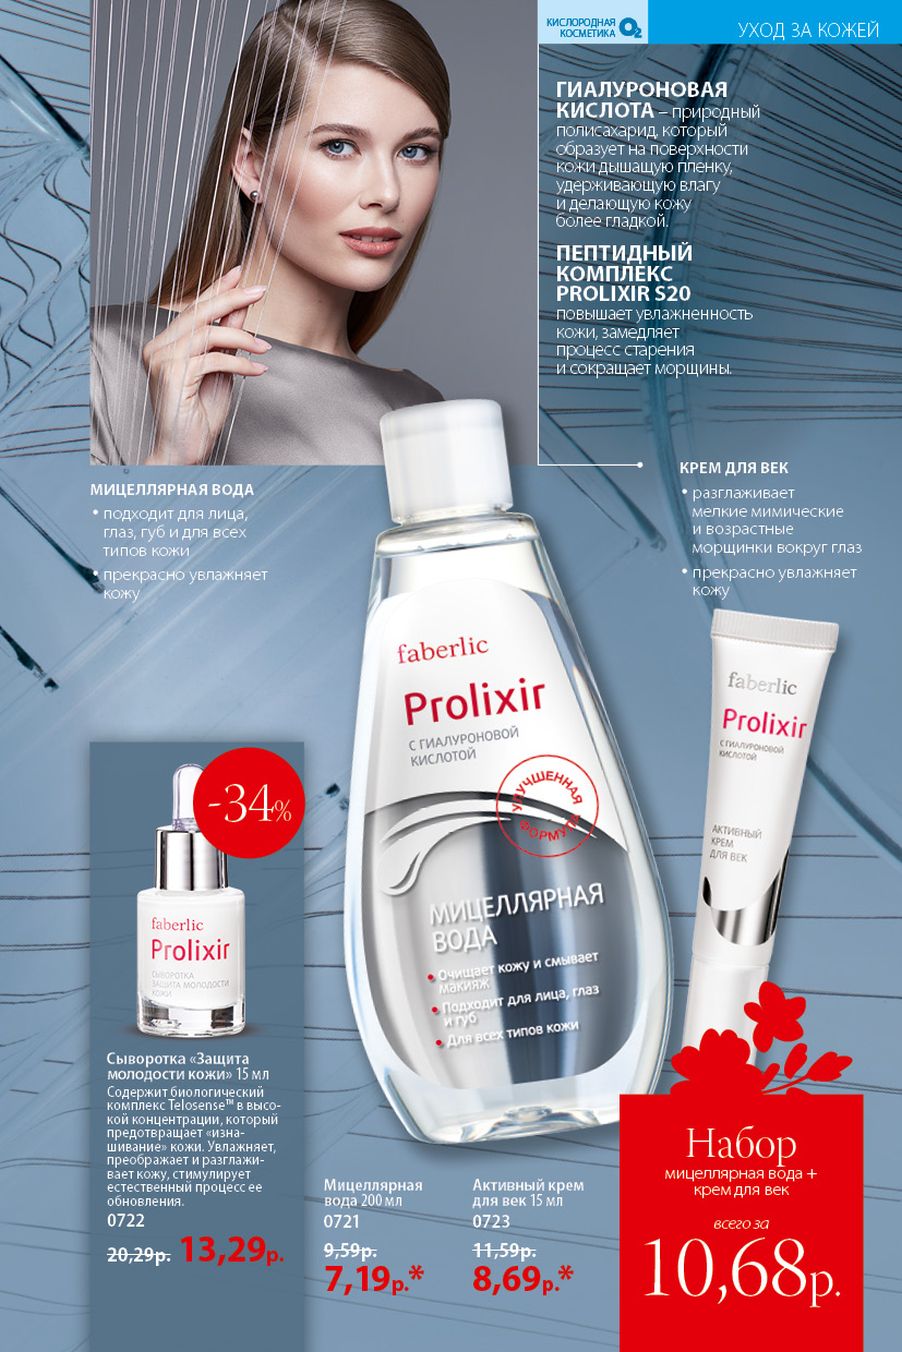 КИСЛОРОДНАЯ
КОСМЕТИКА O2
УХОД ЗА КОЖЕЙ
ГИАЛУРОНОВАЯ
КИСЛОТА – природный
полисахарид, который
образует на поверхности
кожи дышащую пленку,
удерживающую влагу
и делающую кожу
более гладкой.
ПЕПТИДНЫЙ
КОМПЛЕКС
PROLIXIR S20
повышает увлажненность
кожи, замедляет
процесс старения
и сокращает морщины.
МИЦЕЛЛЯРНАЯ ВОДА
• подходит для лица,
глаз, губ и для всех
типов кожи
• прекрасно увлажняет
кожу
КРЕМ ДЛЯ ВЕК
• разглаживает
мелкие мимические
и возрастные
морщинки вокруг глаз
• прекрасно увлажняет
кожу
faberlic
Prolixir
С ГИАЛУРОНОВОЙ
КИСЛОТОЙ
УЛУЧШЕННАЯ
ФОРМУЛА
МИЦЕЛЛЯРНАЯ
ВОДА
• Очищает кожу и смывает
макияж
• Подходит для лица, глаз
и губ
• Для всех типов кожи
faberlic
Prolixir
С ГИАЛУРОНОВОЙ
КИСЛОТОЙ
АКТИВНЫЙ
КРЕМ
ДЛЯ ВЕК
-34%
faberlic
Prolixir
СЫВОРОТКА
ЗАЩИТА МОЛОДОСТИ
КОЖИ
Сыворотка «Защита
молодости кожи» 15 мл
Содержит биологический
комплекс Telosense™ в высо-
кой концентрации, который
предотвращает «изна-
шивание» кожи. Увлажняет,
преображает и разглажи-
вает кожу, стимулирует
естественный процесс ее
обновления.
0722
20,29р. 13,29р.
Мицеллярная
вода 200 мл
0721
9,59р.
7,19р.*
Активный крем
для век 15 мл
0723
11,59р.
8,69р.*
Набор
мицеллярная вода +
крем для век
всего за
10,68р.